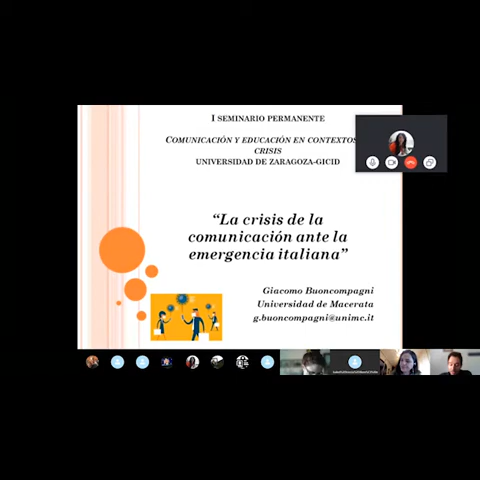 I SEMINARIO PERMANENTE
COMUNICACIÓN Y EDUCACIÓN EN CONTEXTOS
CRISIS
UNIVERSIDAD DE ZARAGOZA-GICID
“La crisis de la
comunicación ante la
emergencia italiana”
Giacomo Buoncompagni
Universidad de Macerata
g.buoncompagni@unimc.it